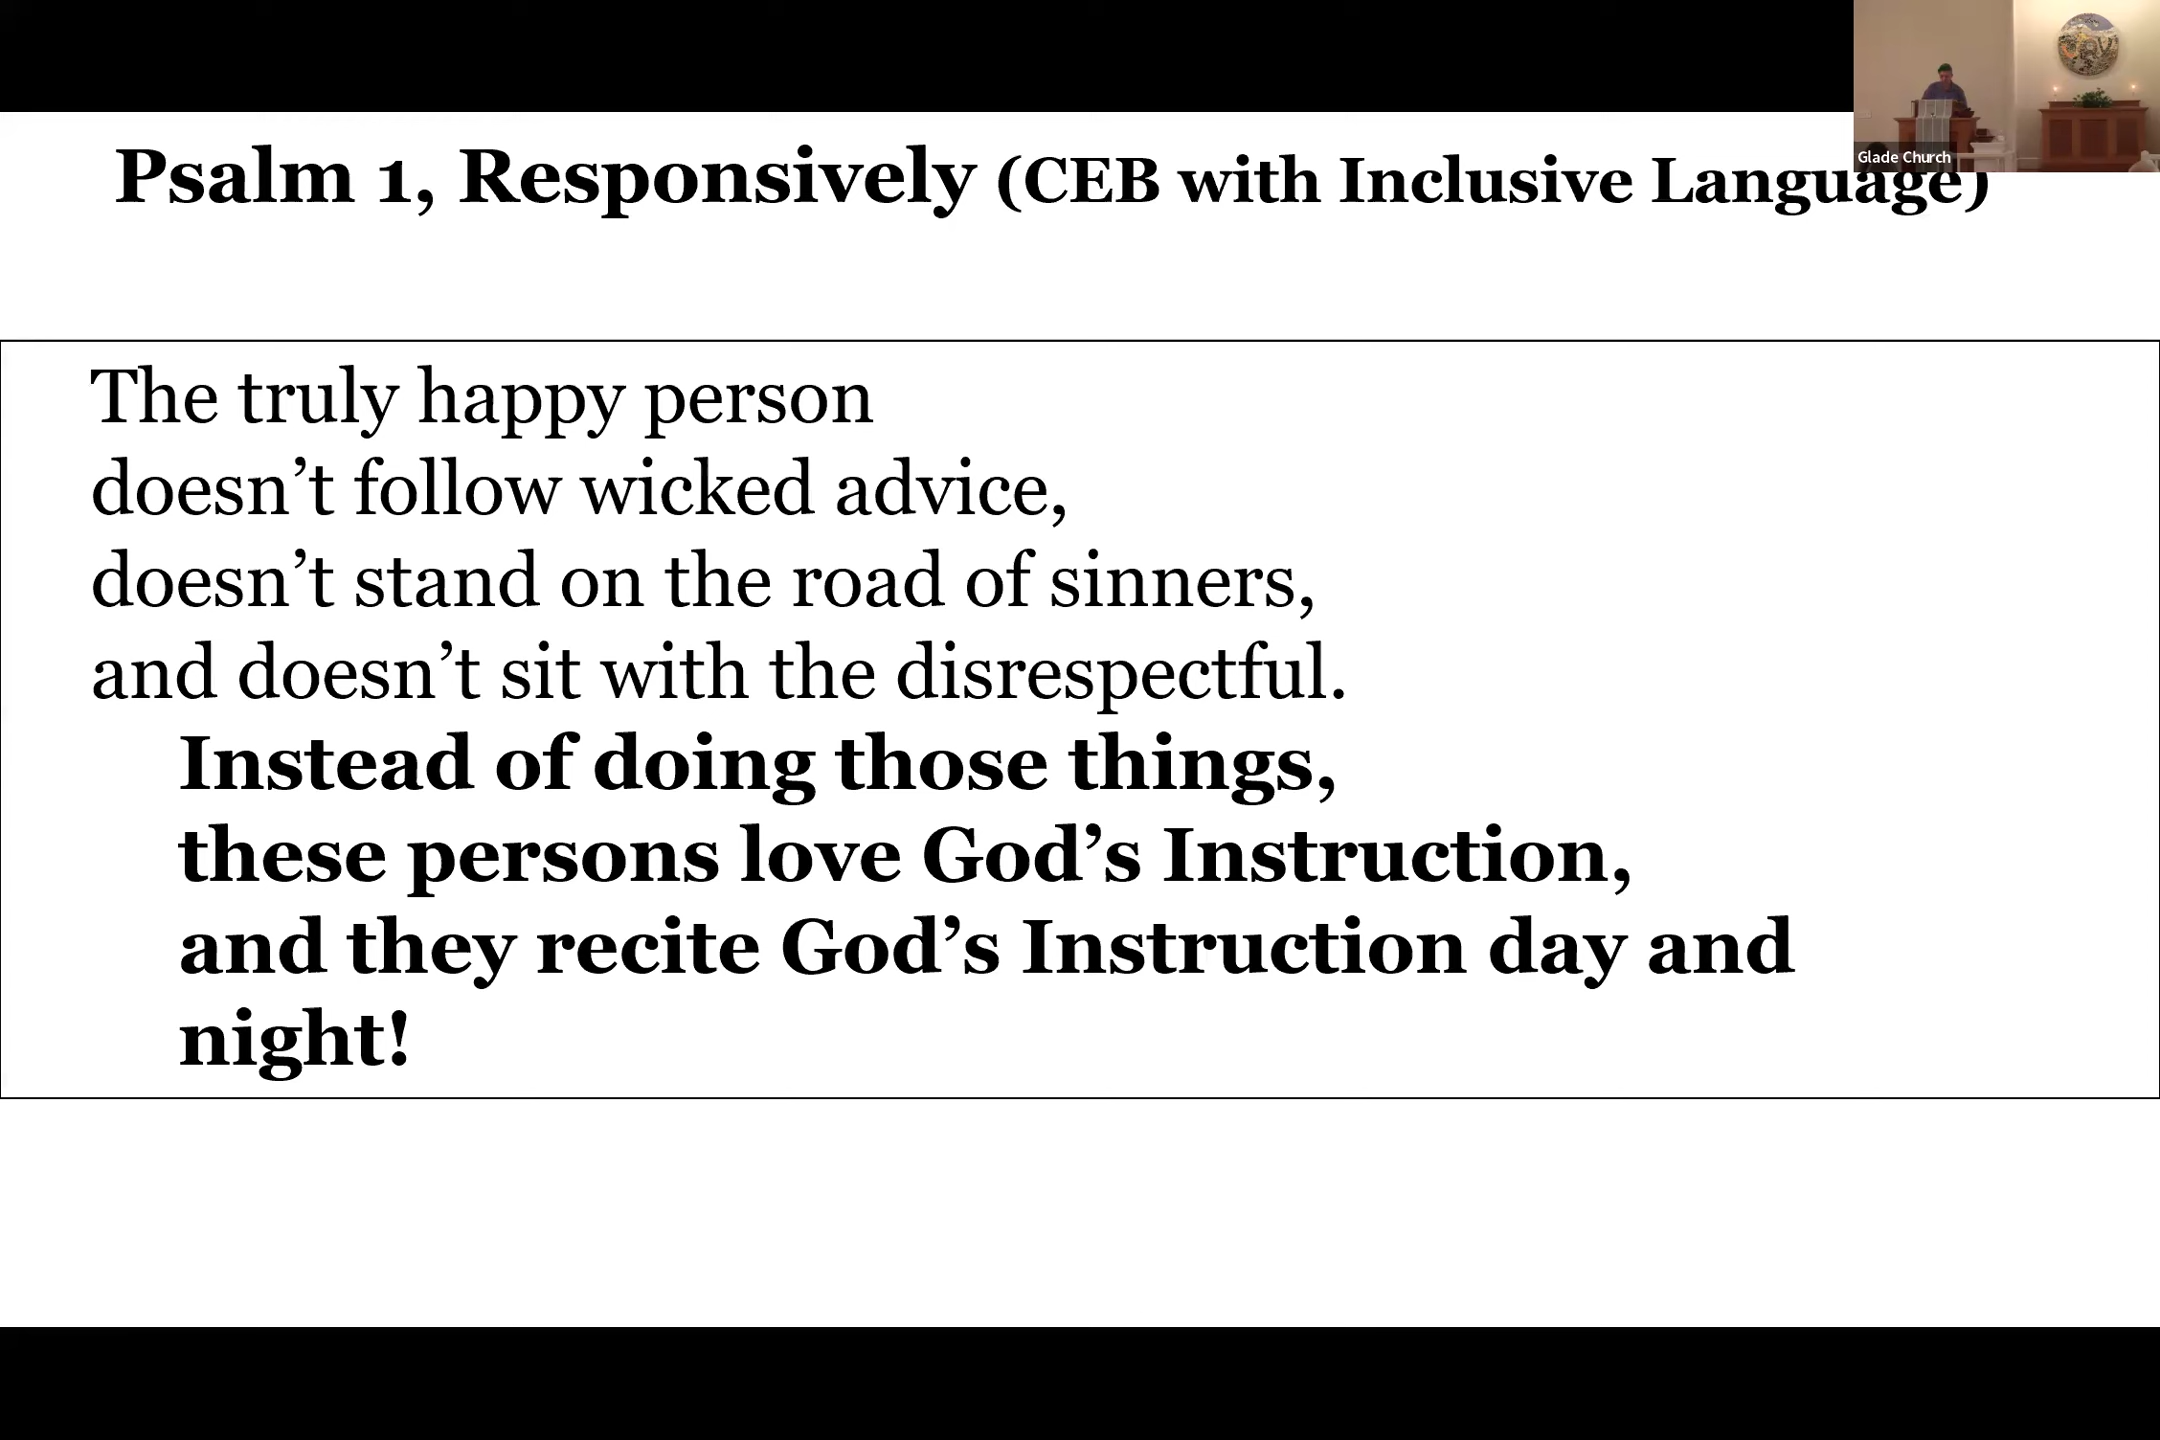 Psalm 1, Responsively (CEB with Inclusive Language)
Glade Church
The truly happy person
doesn’t follow wicked advice,
doesn’t stand on the road of sinners,
and doesn’t sit with the disrespectful.
Instead of doing those things,
these persons love God’s Instruction,
and they recite God’s Instruction day and
night!